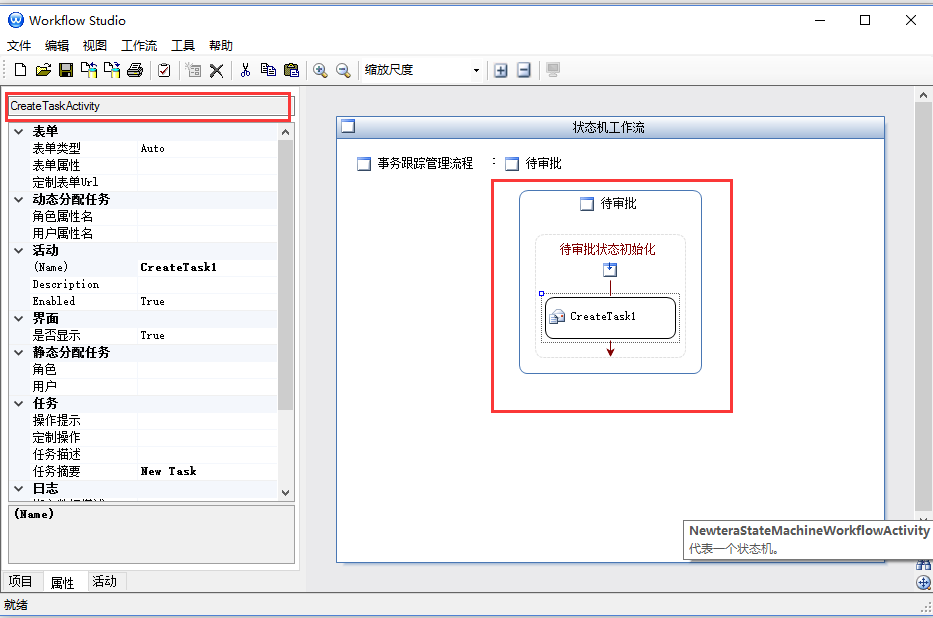 Workflow Studio
文件 编辑 视图 工作流 工具 帮助
缩放尺度
CreateTaskActivity
表单
表单类型 Auto
表单属性
定制表单Url
动态分配任务
角色属性名
用户属性名
活动
(Name) CreateTask1
Description
Enabled True
界面
是否显示 True
静态分配任务
角色
用户
任务
操作提示
定制操作
任务描述
任务摘要 New Task
日志
(Name)
项目 属性 活动
就绪
状态机工作流
事务跟踪管理流程 : 待审批
待审批
待审批状态初始化
CreateTask1
NewteraStateMachineWorkflowActivity
代表一个状态机。